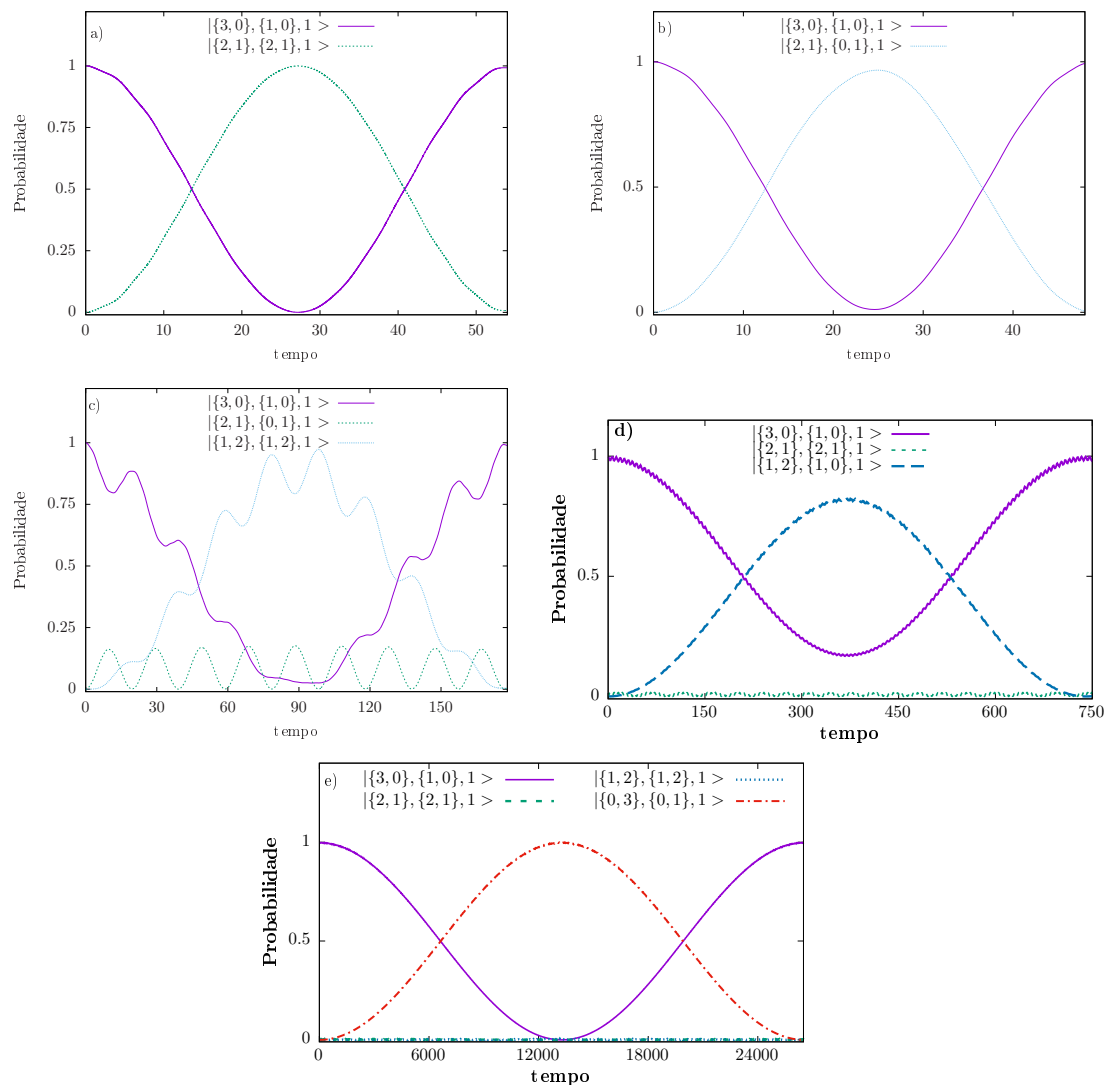 a)
|{3,0},{1,0},1 >
|{2,1},{2,1},1 >
Probabilidade
1
0.75
0.5
0.25
0
0 10 20 30 40 50
tempo
b)
|{3,0},{1,0},1 >
|{2,1},{0,1},1 >
Probabilidade
1
0.5
0
0 10 20 30 40
tempo
c)
|{3,0},{1,0},1 >
|{2,1},{0,1},1 >
|{1,2},{1,2},1 >
Probabilidade
1
0.75
0.5
0.25
0
0 30 60 90 120 150
tempo
d)
|{3,0},{1,0},1 >
|{2,1},{2,1},1 >
|{1,2},{1,0},1 >
Probabilidade
1
0.5
0
0 150 300 450 600 750
tempo
e)
|{3,0},{1,0},1 > |{1,2},{1,2},1 >
|{2,1},{2,1},1 > |{0,3},{0,1},1 >
Probabilidade
1
0.5
0
0 6000 12000 18000 24000
tempo